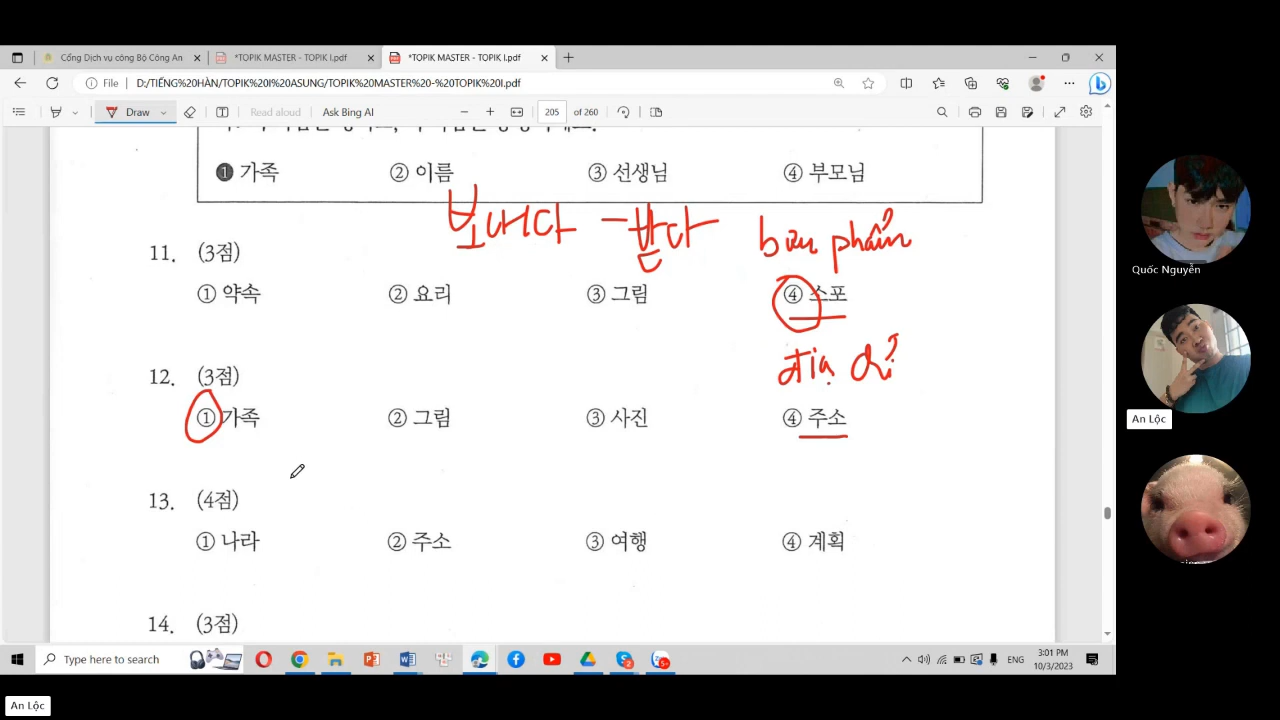 Cổng Dịch vụ công Bộ Công An
*TOPIK MASTER - TOPIK I.pdf
*TOPIK MASTER - TOPIK I.pdf
File D:/TIẾNG%20HÀN/TOPIK%20I%20ASUNG/TOPIK%20MASTER%20-%20TOPIK%20I.pdf
Draw Read aloud Ask Bing AI 205 of 260
❶ 가족 ② 이름 ③ 선생님 ④ 부모님
보내다 - 받다 bưu phẩm
11. (3점)
① 약속 ② 요리 ③ 그림 ④ 소포
địa chỉ
12. (3점)
① 가족 ② 그림 ③ 사진 ④ 주소
13. (4점)
① 나라 ② 주소 ③ 여행 ④ 계획
14. (3점)
Quốc Nguyễn
An Lộc
Type here to search
ENG
3:01 PM
10/3/2023
An Lộc